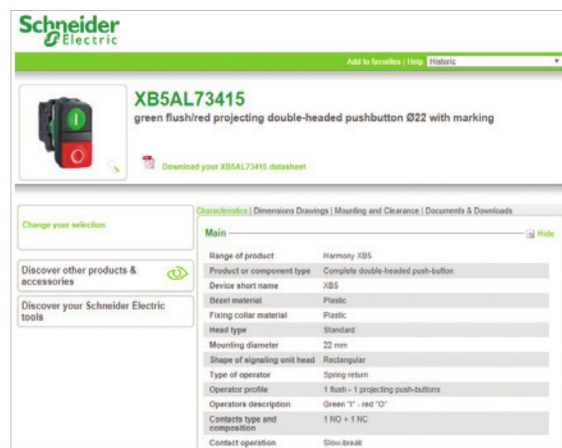 Schneider
Electric
Add to favorites | Help Historic
XB5AL73415
green flush/red projecting double-headed pushbutton Ø22 with marking
Download your XB5AL73415 datasheet
Change your selection
Discover other products &
accessories
Discover your Schneider Electric
tools
Characteristics | Dimensions Drawings | Mounting and Clearance | Documents & Downloads
Main Hide
Range of product Harmony XB5
Product or component type Complete double-headed push-button
Device short name XB5
Bezel material Plastic
Fixing collar material Plastic
Head type Standard
Mounting diameter 22 mm
Shape of signaling unit head Rectangular
Type of operator Spring return
Operator profile 1 flush - 1 projecting push-buttons
Operators description Green "I" - red "O"
Contacts type and
composition 1 NO + 1 NC
Contact operation Slow-break